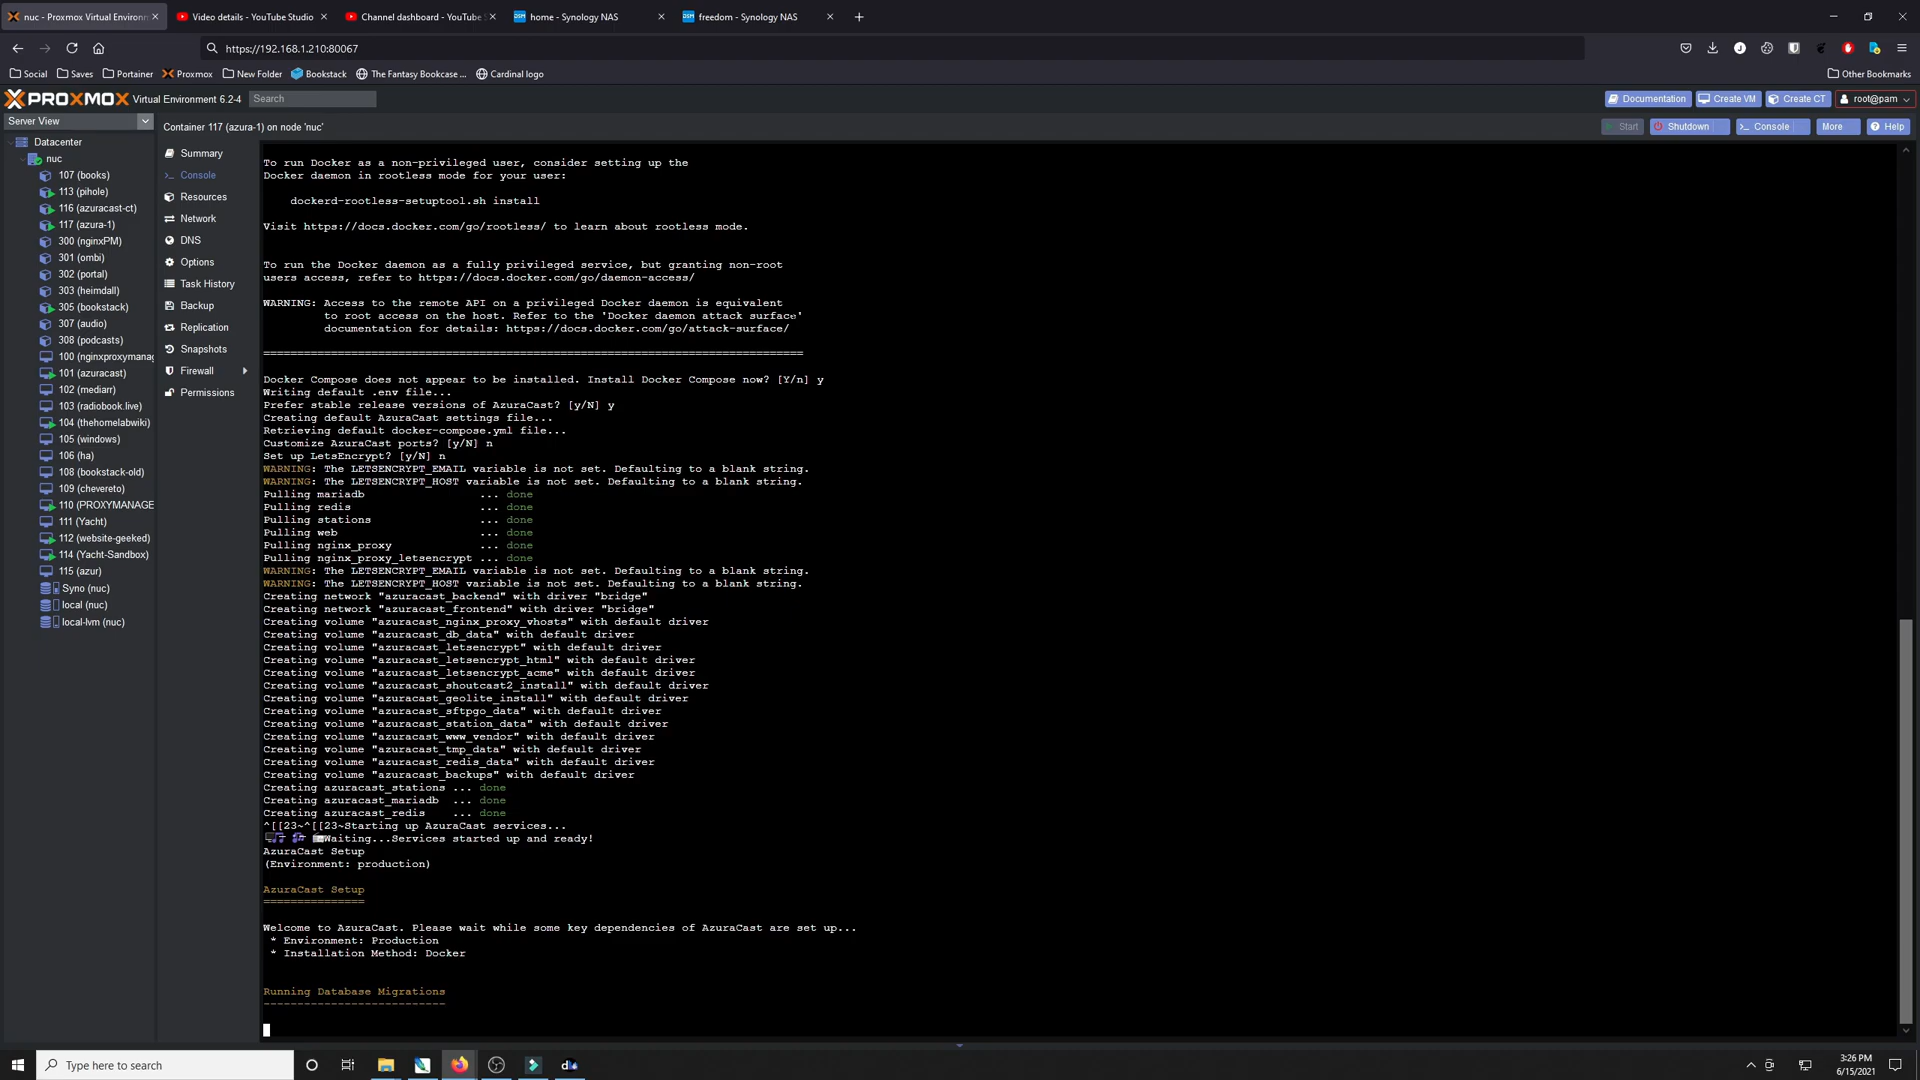 nuc - Proxmox Virtual Environm
Video details - YouTube Studio
Channel dashboard - YouTube S
home - Synology NAS
freedom - Synology NAS
https://192.168.1.210:80067
Social
Saves
Portainer
Proxmox
New Folder
Bookstack
The Fantasy Bookcase ...
Cardinal logo
Other Bookmarks
PROXMOX Virtual Environment 6.2-4
Search
Documentation
Create VM
Create CT
root@pam
Server View
Container 117 (azura-1) on node 'nuc'
Start
Shutdown
Console
More
Help
Datacenter
nuc
107 (books)
113 (pihole)
116 (azuracast-ct)
117 (azura-1)
300 (nginxPM)
301 (ombi)
302 (portal)
303 (heimdall)
305 (bookstack)
307 (audio)
308 (podcasts)
100 (nginxproxymanag
101 (azuracast)
102 (mediarr)
103 (radiobook.live)
104 (thehomelabwiki)
105 (windows)
106 (ha)
108 (bookstack-old)
109 (chevereto)
110 (PROXYMANAGE
111 (Yacht)
112 (website-geeked)
114 (Yacht-Sandbox)
115 (azur)
Syno (nuc)
local (nuc)
local-lvm (nuc)
Summary
Console
Resources
Network
DNS
Options
Task History
Backup
Replication
Snapshots
Firewall
Permissions
To run Docker as a non-privileged user, consider setting up the
Docker daemon in rootless mode for your user:
dockerd-rootless-setuptool.sh install
Visit https://docs.docker.com/go/rootless/ to learn about rootless mode.
To run the Docker daemon as a fully privileged service, but granting non-root
users access, refer to https://docs.docker.com/go/daemon-access/
WARNING: Access to the remote API on a privileged Docker daemon is equivalent
to root access on the host. Refer to the 'Docker daemon attack surface'
documentation for details: https://docs.docker.com/go/attack-surface/
================================================================================
Docker Compose does not appear to be installed. Install Docker Compose now? [Y/n] y
Writing default .env file...
Prefer stable release versions of AzuraCast? [y/N] y
Creating default AzuraCast settings file...
Retrieving default docker-compose.yml file...
Customize AzuraCast ports? [y/N] n
Set up LetsEncrypt? [y/N] n
WARNING: The LETSENCRYPT_EMAIL variable is not set. Defaulting to a blank string.
WARNING: The LETSENCRYPT_HOST variable is not set. Defaulting to a blank string.
Pulling mariadb ... done
Pulling redis ... done
Pulling stations ... done
Pulling web ... done
Pulling nginx_proxy ... done
Pulling nginx_proxy_letsencrypt ... done
WARNING: The LETSENCRYPT_EMAIL variable is not set. Defaulting to a blank string.
WARNING: The LETSENCRYPT_HOST variable is not set. Defaulting to a blank string.
Creating network "azuracast_backend" with driver "bridge"
Creating network "azuracast_frontend" with driver "bridge"
Creating volume "azuracast_nginx_proxy_vhosts" with default driver
Creating volume "azuracast_db_data" with default driver
Creating volume "azuracast_letsencrypt" with default driver
Creating volume "azuracast_letsencrypt_html" with default driver
Creating volume "azuracast_letsencrypt_acme" with default driver
Creating volume "azuracast_shoutcast2_install" with default driver
Creating volume "azuracast_geolite_install" with default driver
Creating volume "azuracast_sftpgo_data" with default driver
Creating volume "azuracast_station_data" with default driver
Creating volume "azuracast_www_vendor" with default driver
Creating volume "azuracast_tmp_data" with default driver
Creating volume "azuracast_redis_data" with default driver
Creating volume "azuracast_backups" with default driver
Creating azuracast_stations ... done
Creating azuracast_mariadb ... done
Creating azuracast_redis ... done
^[[23~^[[23~Starting up AzuraCast services...
Waiting...Services started up and ready!
AzuraCast Setup
(Environment: production)
AzuraCast Setup
===============
Welcome to AzuraCast. Please wait while some key dependencies of AzuraCast are set up...
* Environment: Production
* Installation Method: Docker
Running Database Migrations
---------------------------
Type here to search
3:26 PM
6/15/2021